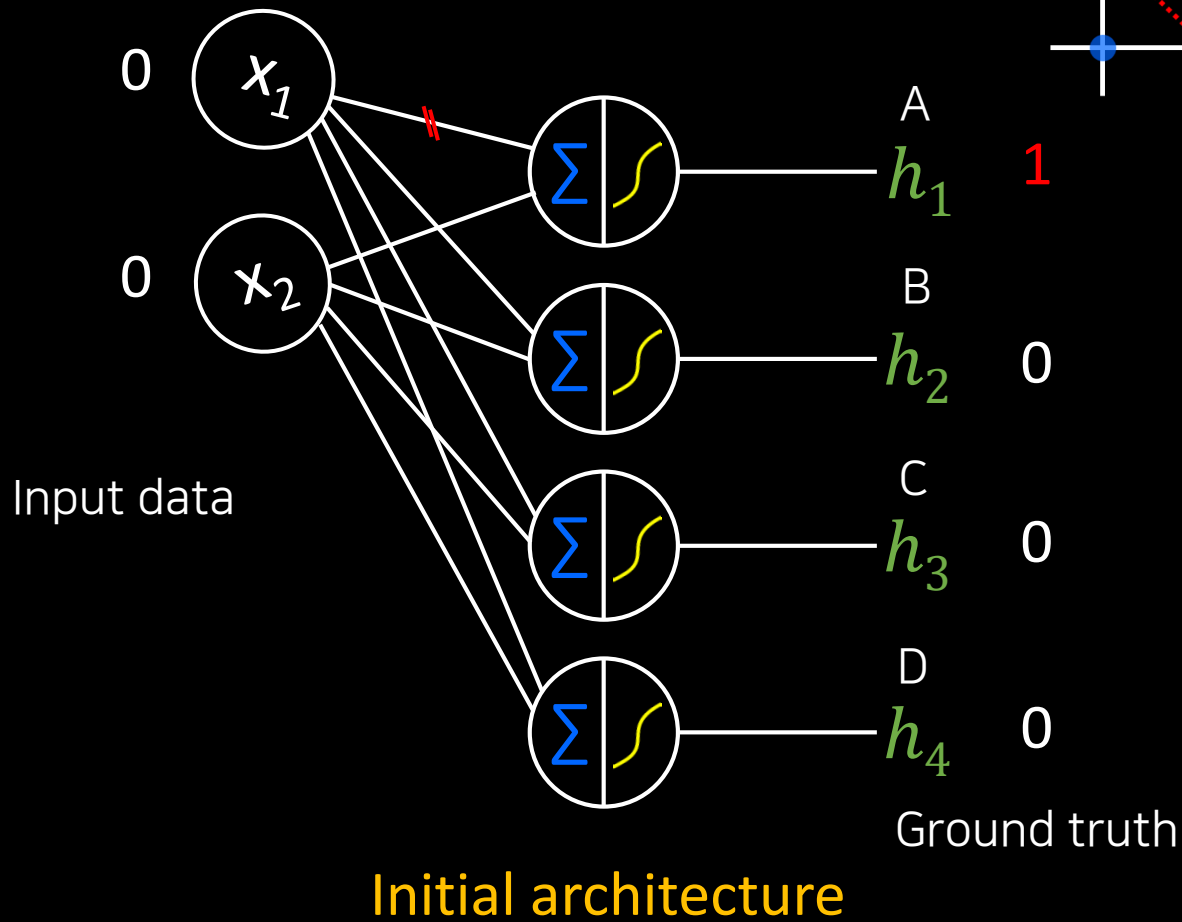 0
x₁
A
h₁ 1
0
x₂
B
h₂ 0
Input data
C
h₃ 0
D
h₄ 0
Σ
Σ
Σ
Σ
Ground truth
Initial architecture